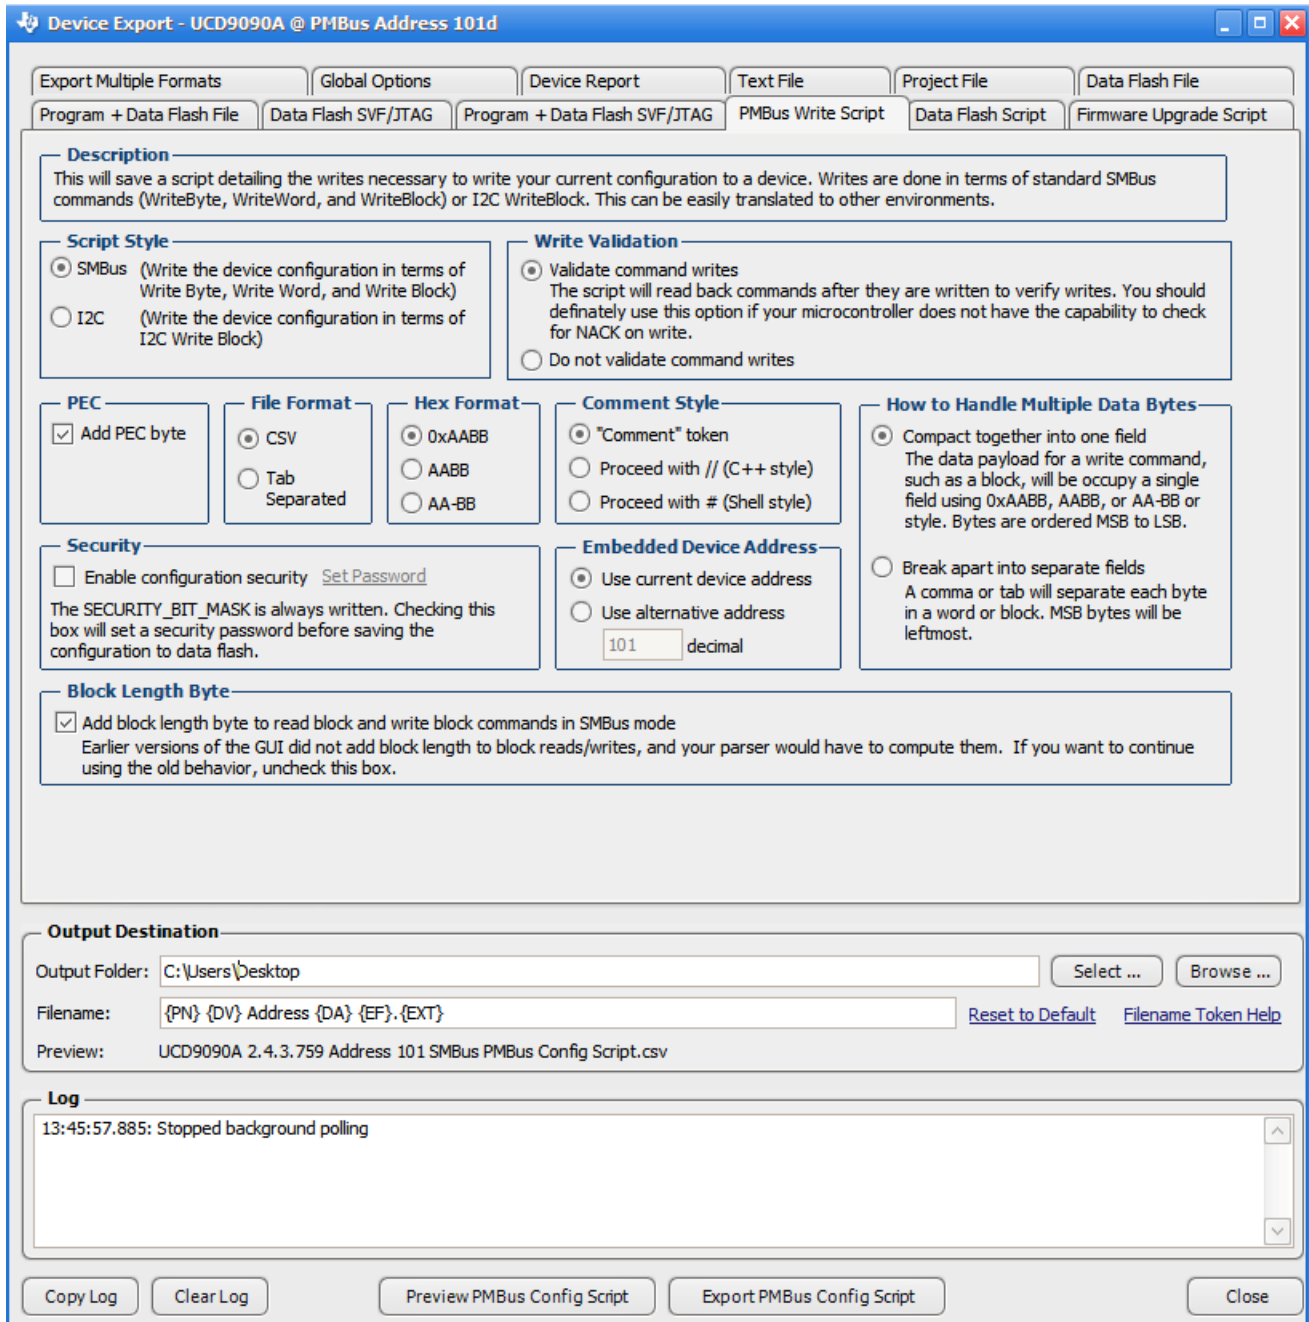 Device Export - UCD9090A @ PMBus Address 101d
Export Multiple Formats
Global Options
Device Report
Text File
Project File
Data Flash File
Program + Data Flash File
Data Flash SVF/JTAG
Program + Data Flash SVF/JTAG
PMBus Write Script
Data Flash Script
Firmware Upgrade Script
Description
This will save a script detailing the writes necessary to write your current configuration to a device. Writes are done in terms of standard SMBus
commands (WriteByte, WriteWord, and WriteBlock) or I2C WriteBlock. This can be easily translated to other environments.
Script Style
SMBus (Write the device configuration in terms of
Write Byte, Write Word, and Write Block)
I2C (Write the device configuration in terms of
I2C Write Block)
Write Validation
Validate command writes
The script will read back commands after they are written to verify writes. You should
definately use this option if your microcontroller does not have the capability to check
for NACK on write.
Do not validate command writes
PEC
Add PEC byte
File Format
CSV
Tab
Separated
Hex Format
0xAABB
AABB
AA-BB
Comment Style
"Comment" token
Proceed with // (C++ style)
Proceed with # (Shell style)
How to Handle Multiple Data Bytes
Compact together into one field
The data payload for a write command,
such as a block, will be occupy a single
field using 0xAABB, AABB, or AA-BB or
style. Bytes are ordered MSB to LSB.
Break apart into separate fields
A comma or tab will separate each byte
in a word or block. MSB bytes will be
leftmost.
Security
Enable configuration security Set Password
The SECURITY_BIT_MASK is always written. Checking this
box will set a security password before saving the
configuration to data flash.
Embedded Device Address
Use current device address
Use alternative address
101 decimal
Block Length Byte
Add block length byte to read block and write block commands in SMBus mode
Earlier versions of the GUI did not add block length to block reads/writes, and your parser would have to compute them. If you want to continue
using the old behavior, uncheck this box.
Output Destination
Output Folder: C:\Users\Desktop Select ... Browse ...
Filename: {PN} {DV} Address {DA} {EF}.{EXT} Reset to Default Filename Token Help
Preview: UCD9090A 2.4.3.759 Address 101 SMBus PMBus Config Script.csv
Log
13:45:57.885: Stopped background polling
Copy Log
Clear Log
Preview PMBus Config Script
Export PMBus Config Script
Close